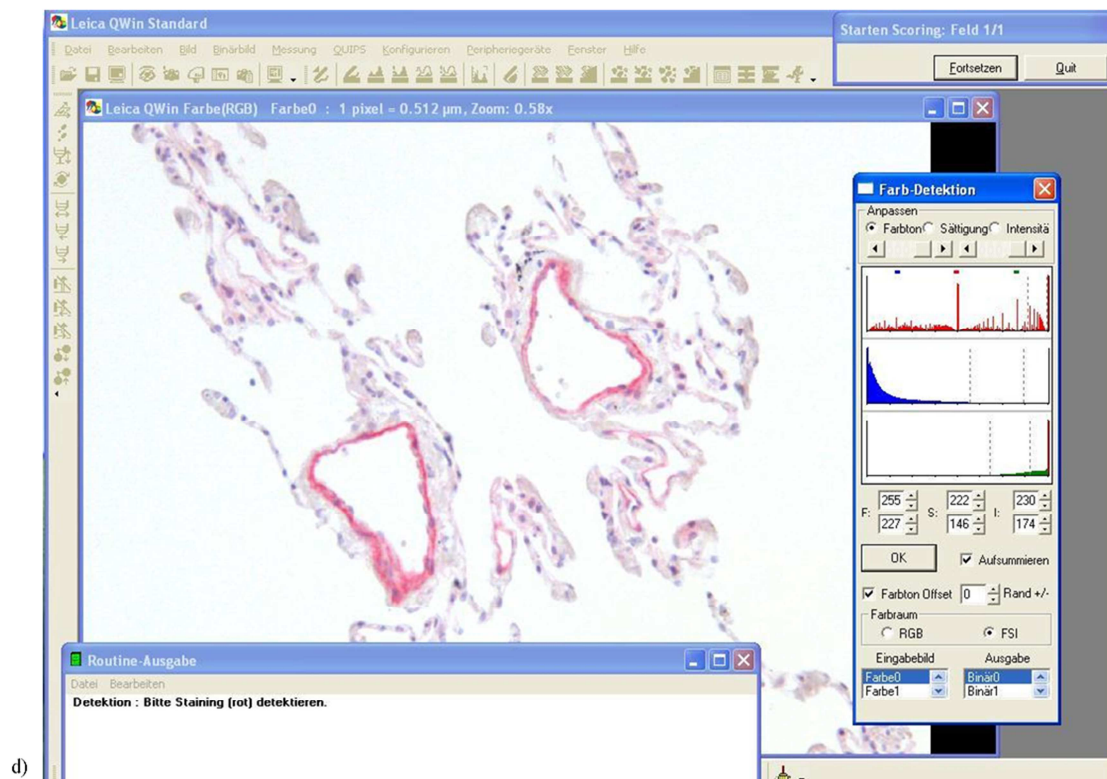 Leica QWin Standard
Datei Bearbeiten Bild Binärbild Messung QUIPS Konfigurieren Peripheriegeräte Fenster Hilfe
Starten Scoring: Feld 1/1
Fortsetzen Quit
Leica QWin Farbe(RGB) Farbe0 : 1 pixel = 0.512 µm, Zoom: 0.58x
Farb-Detektion
Anpassen
Farbton Sättigung Intensitä
F: 255 S: 222 I: 230
227 146 174
OK Aufsummieren
Farbton Offset 0 Rand +/-
Farbraum
RGB FSI
Eingabebild Ausgabe
Farbe0 Binär0
Farbe1 Binär1
Routine-Ausgabe
Datei Bearbeiten
Detektion : Bitte Staining (rot) detektieren.
d)